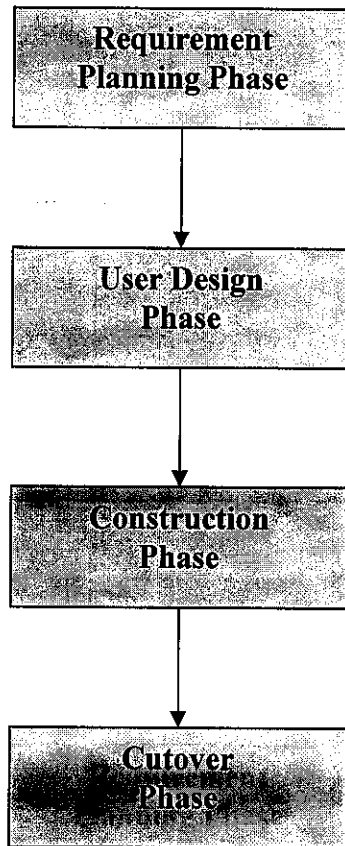 Requirement
Planning Phase
User Design
Phase
Construction
Phase
Cutover
Phase